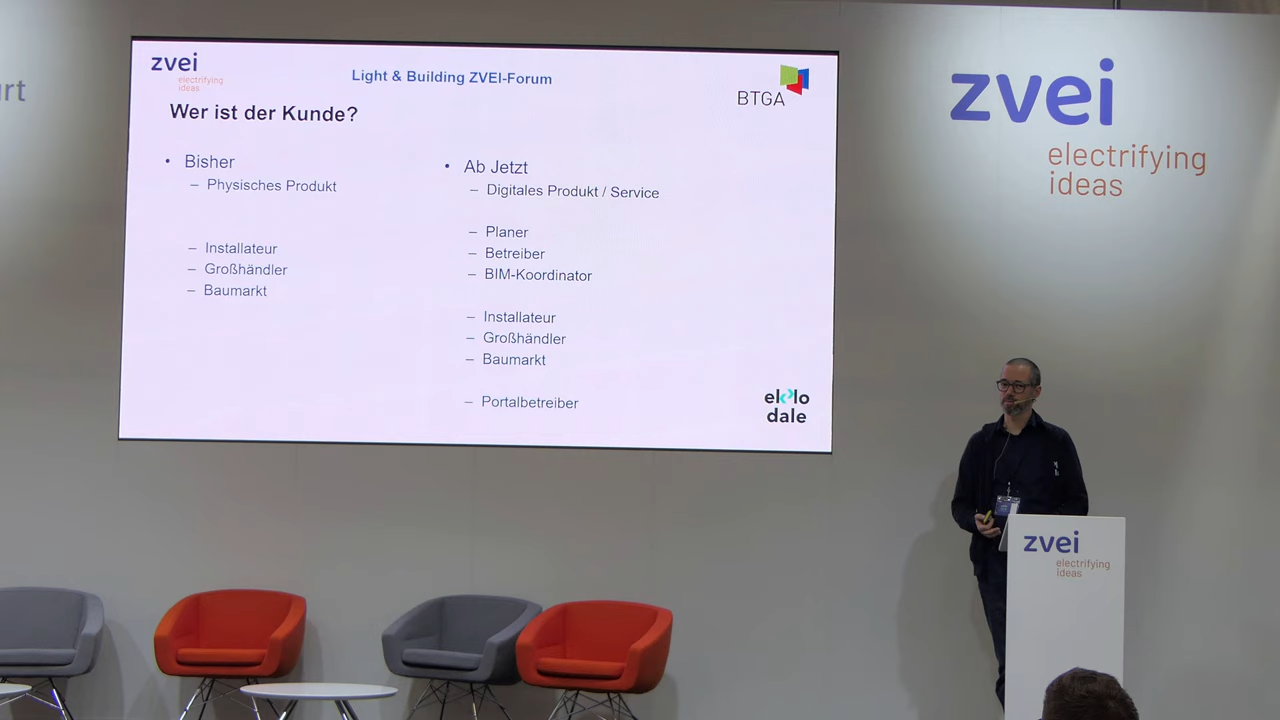 rt
zvei
electrifying
ideas
Light & Building ZVEI-Forum
BTGA
Wer ist der Kunde?
• Bisher
– Physisches Produkt
– Installateur
– Großhändler
– Baumarkt
• Ab Jetzt
– Digitales Produkt / Service
– Planer
– Betreiber
– BIM-Koordinator
– Installateur
– Großhändler
– Baumarkt
– Portalbetreiber
dale
zvei
electrifying
ideas
zvei
electrifying
ideas